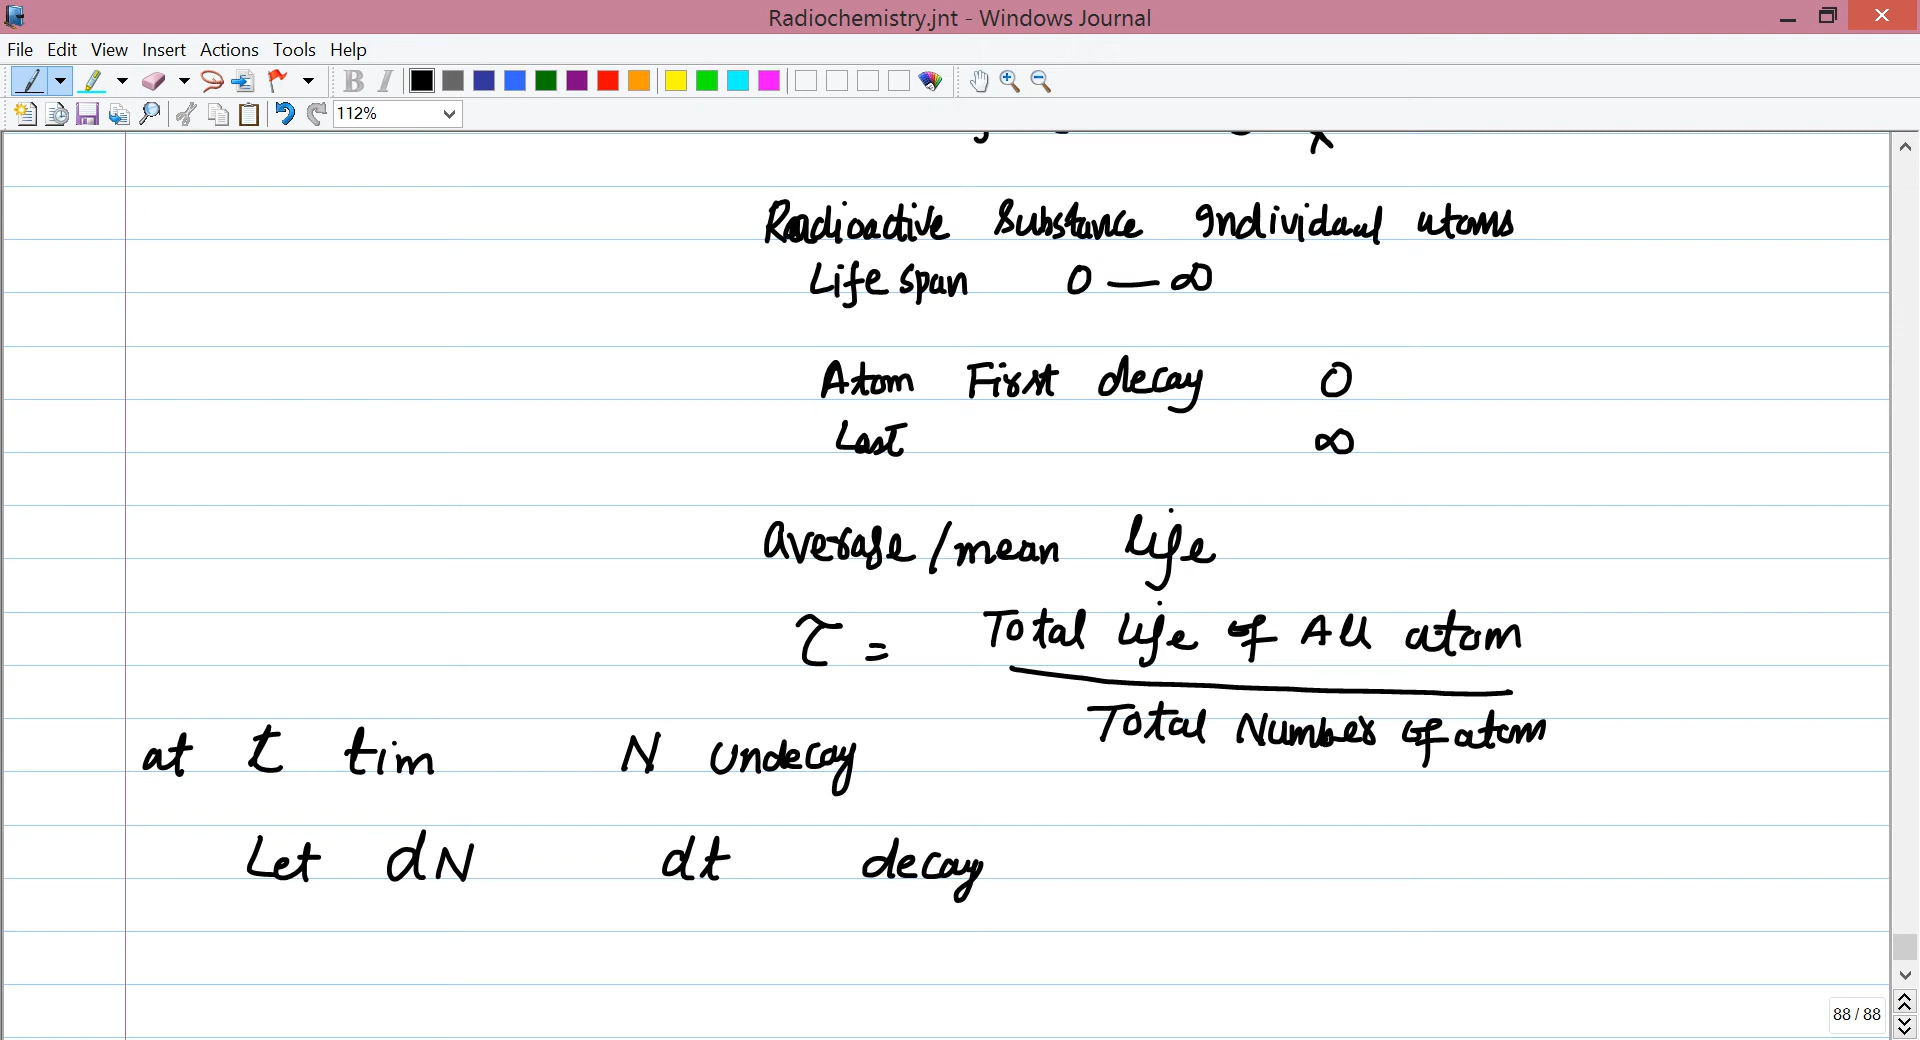 Radiochemistry.jnt - Windows Journal
File Edit View Insert Actions Tools Help
B I
112%
Radioactive Substance Individual atoms
Life span 0 — ∞
Atom First decay 0
Last ∞
average /mean life
τ = Total life of All atom
Total Number of atom
at t tim N undecay
Let dN dt decay
88 / 88